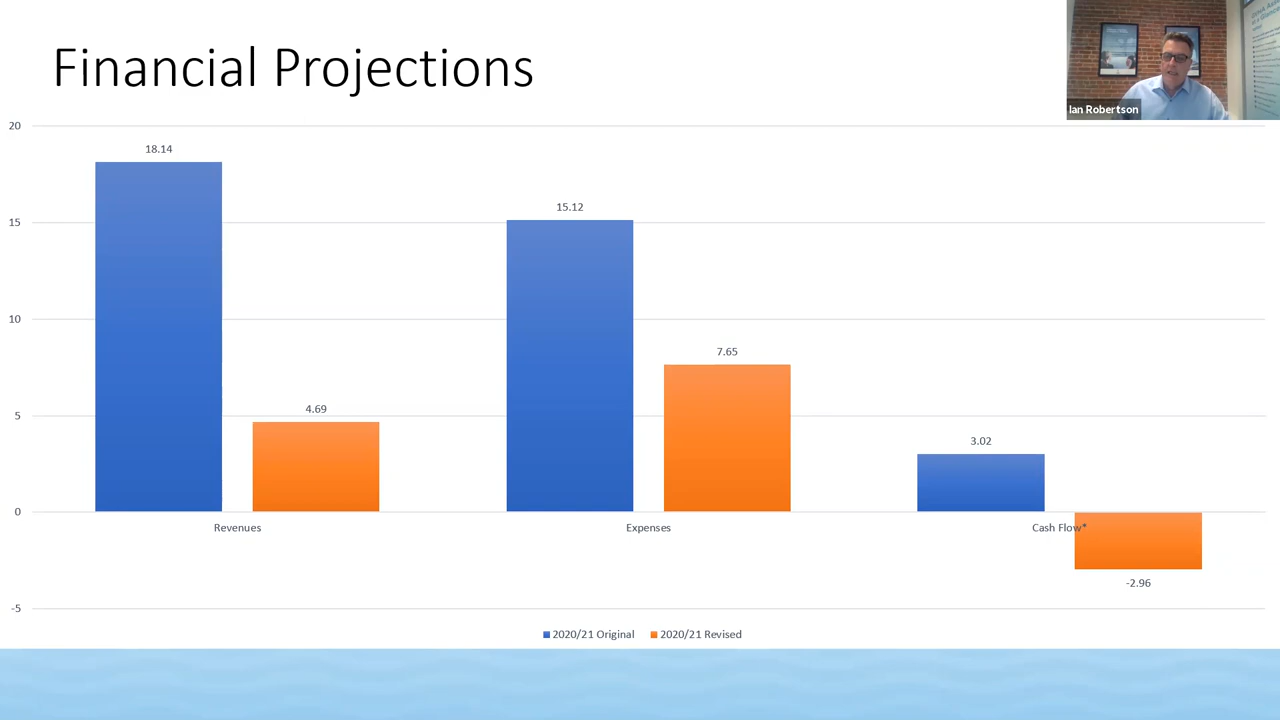 Financial Projections
Ian Robertson
20
18.14
15
15.12
10
7.65
5
4.69
3.02
0
Revenues
Expenses
Cash Flow*
-2.96
-5
2020/21 Original
2020/21 Revised